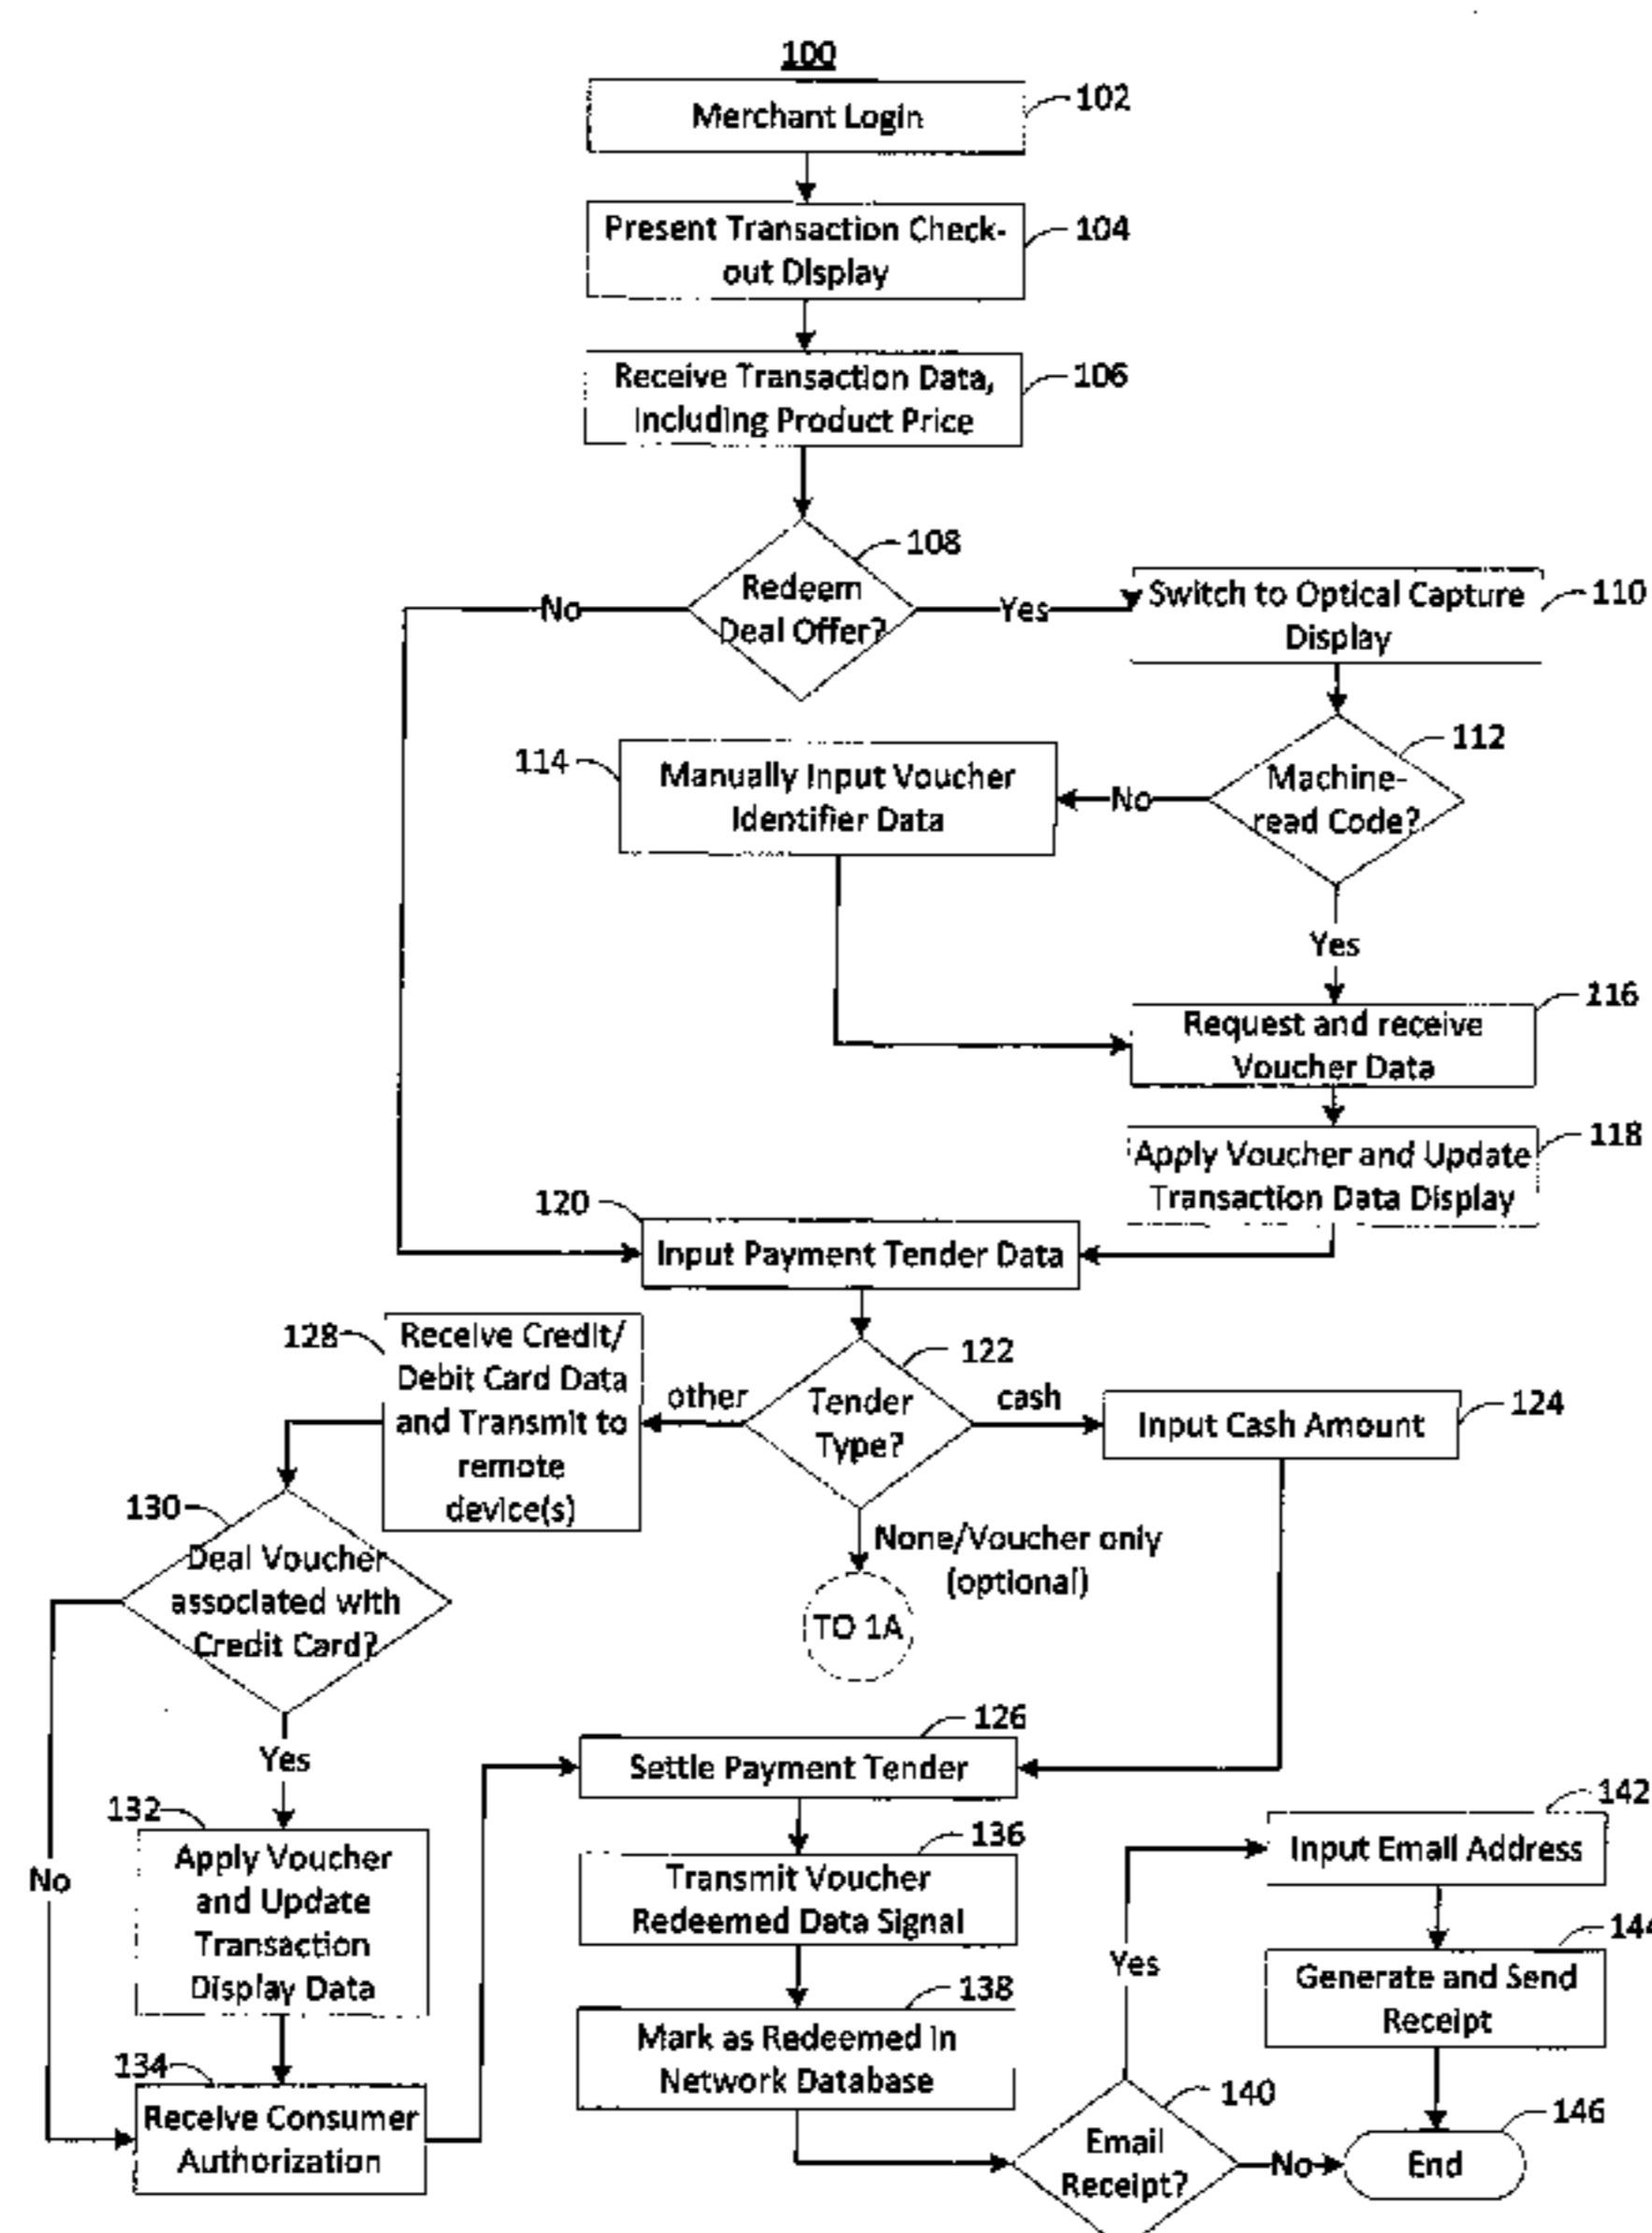 100
Merchant Login
102
Present Transaction Check-
out Display
104
Receive Transaction Data,
Including Product Price
106
108
Redeem
Deal Offer?
No
Yes
Switch to Optical Capture
Display
110
112
Machine-
read Code?
No
114
Manually Input Voucher
Identifier Data
Yes
116
Request and receive
Voucher Data
118
Apply Voucher and Update
Transaction Data Display
120
Input Payment Tender Data
122
Tender
Type?
other
cash
128
Receive Credit/
Debit Card Data
and Transmit to
remote
device(s)
Input Cash Amount
124
None/Voucher only
(optional)
TO 1A
130
Deal Voucher
associated with
Credit Card?
Yes
No
132
Apply Voucher
and Update
Transaction
Display Data
134
Receive Consumer
Authorization
126
Settle Payment Tender
136
Transmit Voucher
Redeemed Data Signal
138
Mark as Redeemed in
Network Database
140
Email
Receipt?
Yes
No
142
Input Email Address
144
Generate and Send
Receipt
146
End